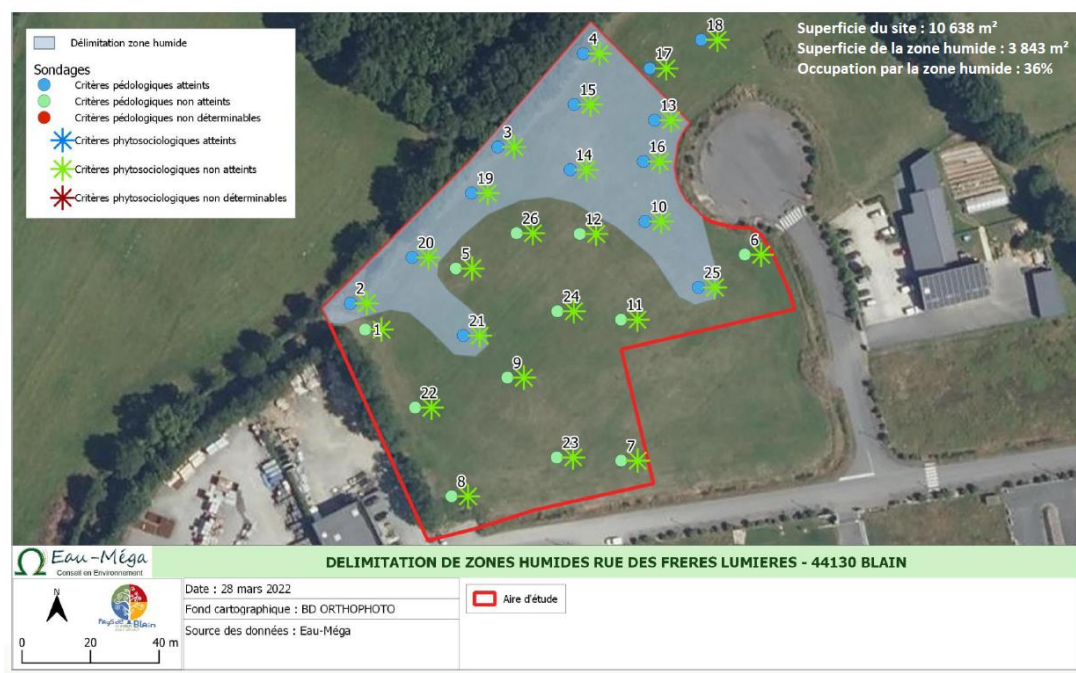 Délimitation zone humide
Sondages
Critères pédologiques atteints
Critères pédologiques non atteints
Critères pédologiques non déterminables
Critères phytosociologiques atteints
Critères phytosociologiques non atteints
Critères phytosociologiques non déterminables
Superficie du site : 10 638 m²
Superficie de la zone humide : 3 843 m²
Occupation par la zone humide : 36%
18
4
17
15
13
3
16
14
19
10
26
12
20
5
6
25
2
24
11
1
21
9
22
23
7
8
Eau-Méga
Conseil en Environnement
DELIMITATION DE ZONES HUMIDES RUE DES FRERES LUMIERES - 44130 BLAIN
N
Pays de Blain
0 20 40 m
Date : 28 mars 2022
Fond cartographique : BD ORTHOPHOTO
Source des données : Eau-Méga
Aire d'étude